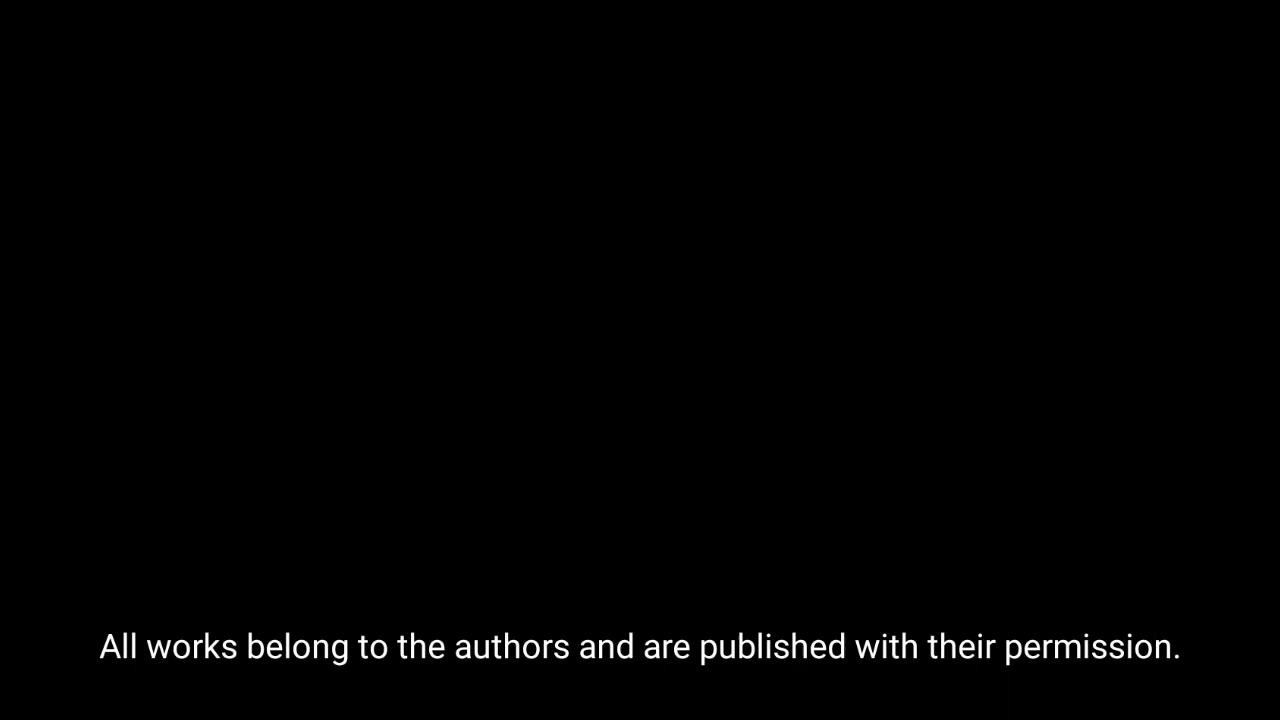 All works belong to the authors and are published with their permission.